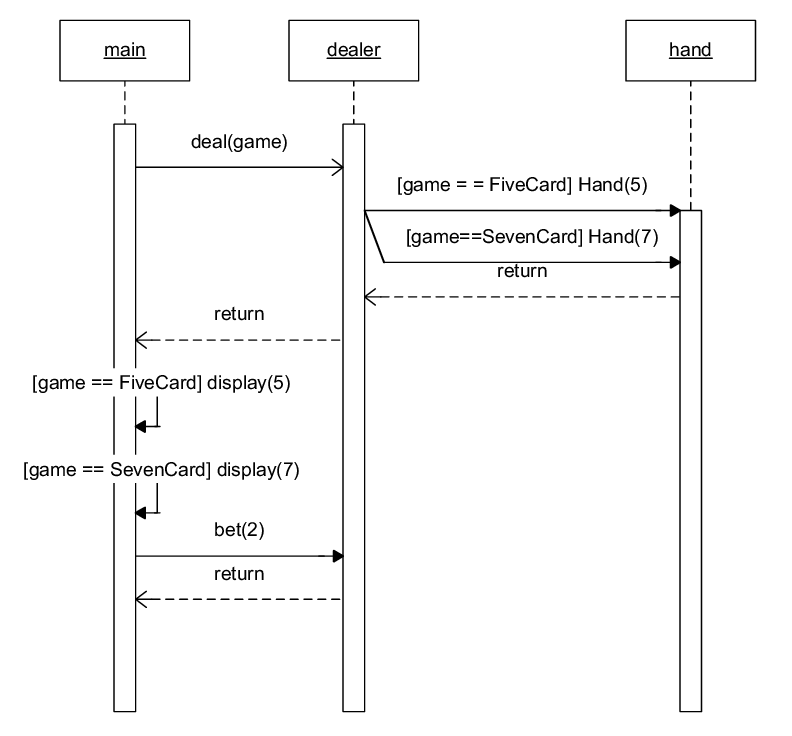 main
dealer
hand
deal(game)
[game = = FiveCard] Hand(5)
[game==SevenCard] Hand(7)
return
return
[game == FiveCard] display(5)
[game == SevenCard] display(7)
bet(2)
return